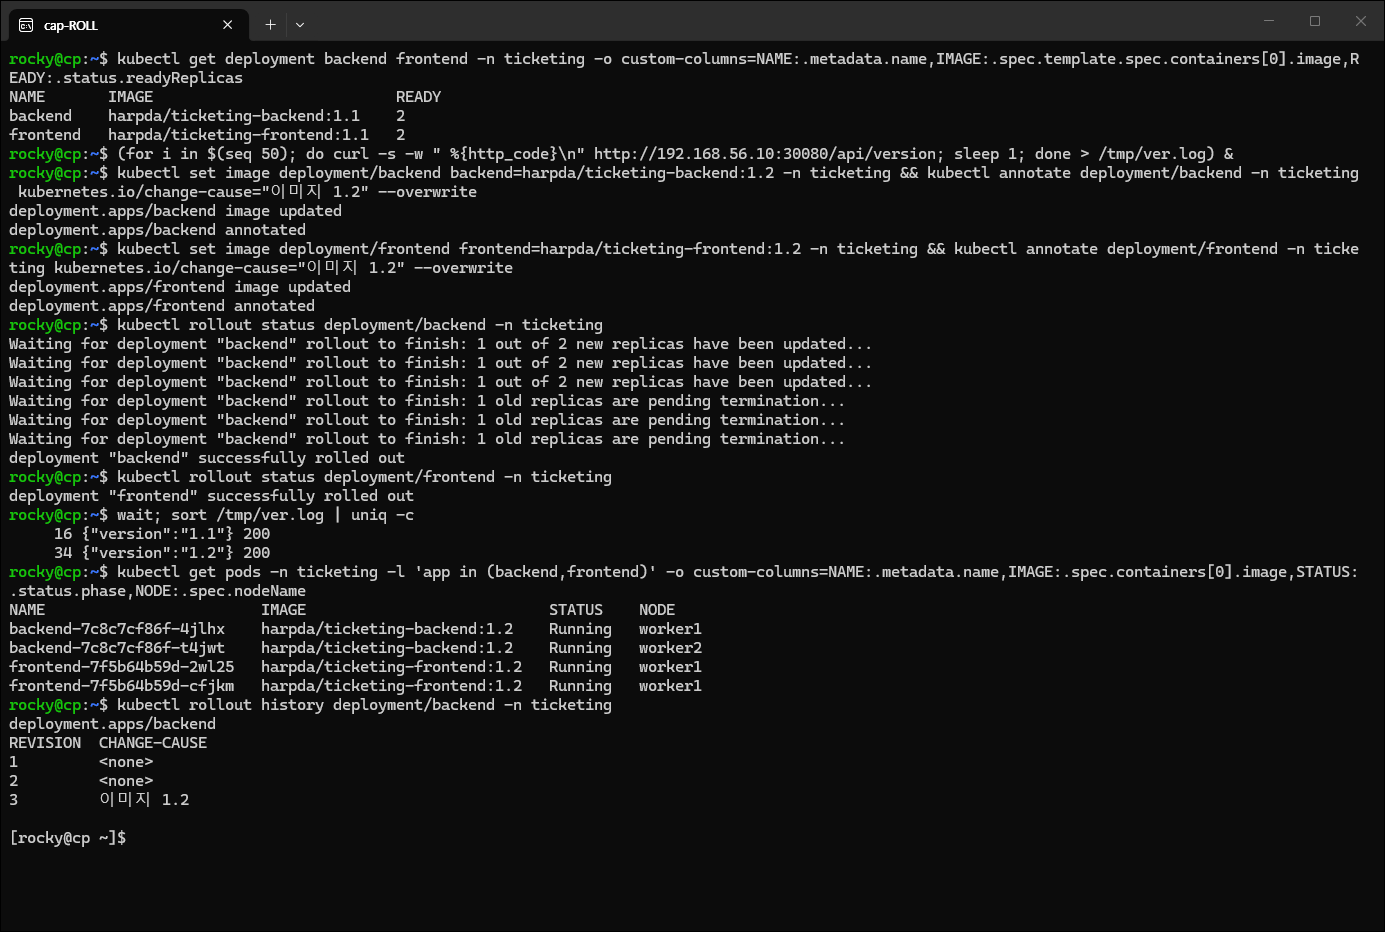 cap-ROLL
rocky@cp:~$ kubectl get deployment backend frontend -n ticketing -o custom-columns=NAME:.metadata.name,IMAGE:.spec.template.spec.containers[0].image,R
EADY:.status.readyReplicas
NAME       IMAGE                           READY
backend    harpda/ticketing-backend:1.1    2
frontend   harpda/ticketing-frontend:1.1   2
rocky@cp:~$ (for i in $(seq 50); do curl -s -w " %{http_code}\n" http://192.168.56.10:30080/api/version; sleep 1; done > /tmp/ver.log) &
rocky@cp:~$ kubectl set image deployment/backend backend=harpda/ticketing-backend:1.2 -n ticketing && kubectl annotate deployment/backend -n ticketing
 kubernetes.io/change-cause="이미지 1.2" --overwrite
deployment.apps/backend image updated
deployment.apps/backend annotated
rocky@cp:~$ kubectl set image deployment/frontend frontend=harpda/ticketing-frontend:1.2 -n ticketing && kubectl annotate deployment/frontend -n ticke
ting kubernetes.io/change-cause="이미지 1.2" --overwrite
deployment.apps/frontend image updated
deployment.apps/frontend annotated
rocky@cp:~$ kubectl rollout status deployment/backend -n ticketing
Waiting for deployment "backend" rollout to finish: 1 out of 2 new replicas have been updated...
Waiting for deployment "backend" rollout to finish: 1 out of 2 new replicas have been updated...
Waiting for deployment "backend" rollout to finish: 1 out of 2 new replicas have been updated...
Waiting for deployment "backend" rollout to finish: 1 old replicas are pending termination...
Waiting for deployment "backend" rollout to finish: 1 old replicas are pending termination...
Waiting for deployment "backend" rollout to finish: 1 old replicas are pending termination...
deployment "backend" successfully rolled out
rocky@cp:~$ kubectl rollout status deployment/frontend -n ticketing
deployment "frontend" successfully rolled out
rocky@cp:~$ wait; sort /tmp/ver.log | uniq -c
     16 {"version":"1.1"} 200
     34 {"version":"1.2"} 200
rocky@cp:~$ kubectl get pods -n ticketing -l 'app in (backend,frontend)' -o custom-columns=NAME:.metadata.name,IMAGE:.spec.containers[0].image,STATUS:
.status.phase,NODE:.spec.nodeName
NAME                        IMAGE                           STATUS    NODE
backend-7c8c7cf86f-4jlhx    harpda/ticketing-backend:1.2    Running   worker1
backend-7c8c7cf86f-t4jwt    harpda/ticketing-backend:1.2    Running   worker2
frontend-7f5b64b59d-2wl25   harpda/ticketing-frontend:1.2   Running   worker1
frontend-7f5b64b59d-cfjkm   harpda/ticketing-frontend:1.2   Running   worker1
rocky@cp:~$ kubectl rollout history deployment/backend -n ticketing
deployment.apps/backend
REVISION  CHANGE-CAUSE
1         <none>
2         <none>
3         이미지 1.2
[rocky@cp ~]$